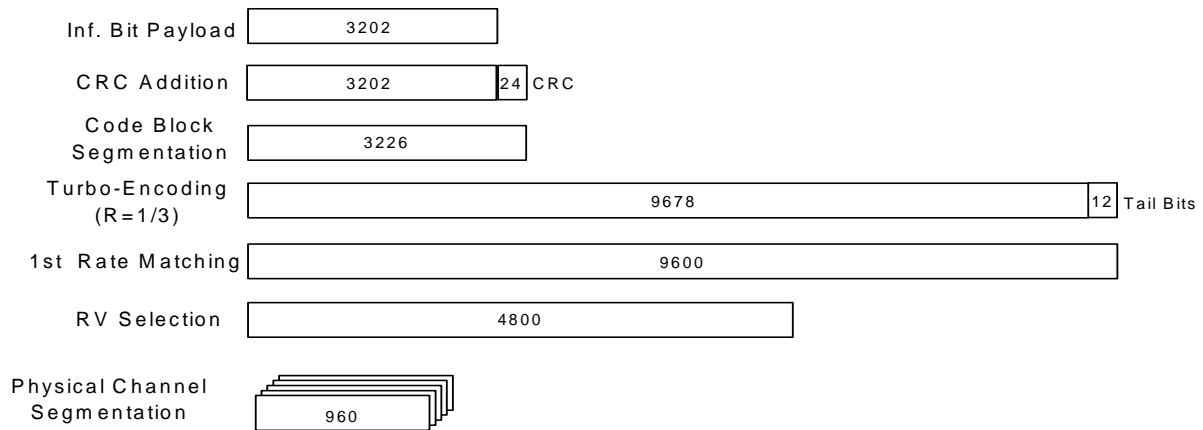 Inf. Bit Payload 3202
CRC Addition 3202 24 CRC
Code Block
Segmentation 3226
Turbo-Encoding
(R=1/3) 9678 12 Tail Bits
1st Rate Matching 9600
RV Selection 4800
Physical Channel
Segmentation 960